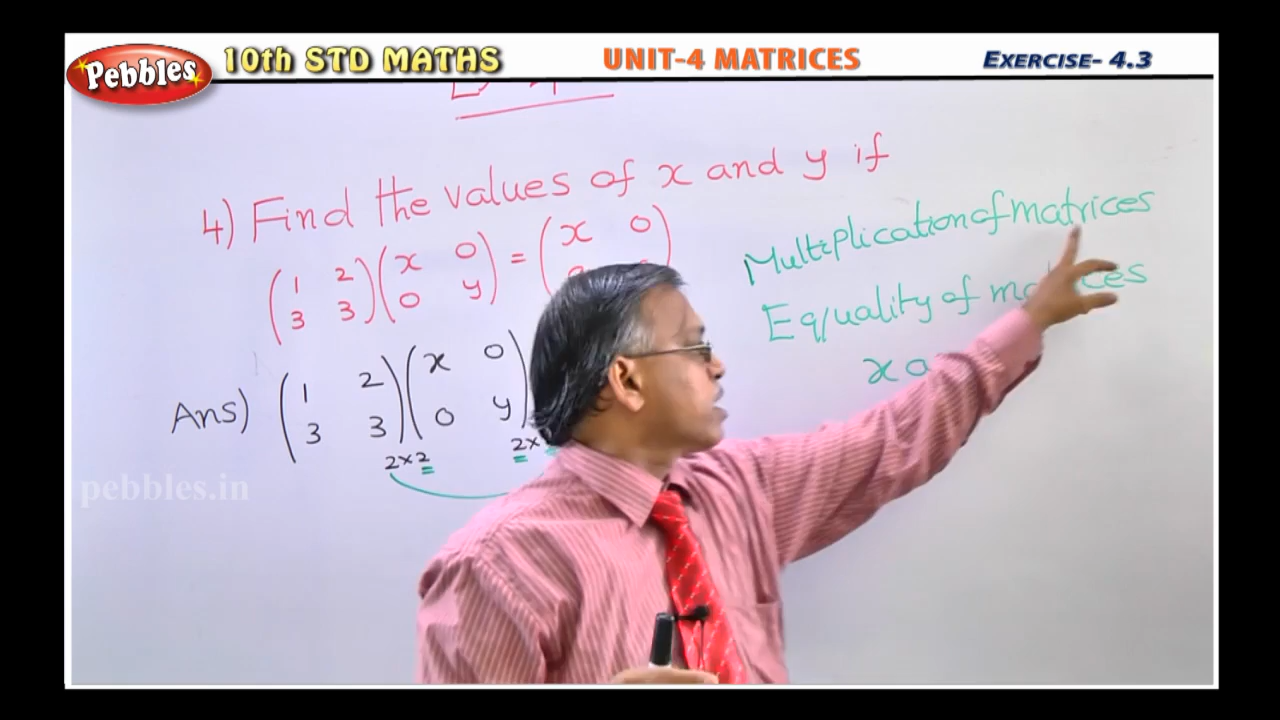 Pebbles 10th STD MATHS UNIT-4 MATRICES EXERCISE- 4.3
4) Find the values of x and y if
(1 2) (x 0) = (x 0)
(3 3) (0 y)
Ans) (1 2) (x 0)
(3 3) (0 y)
2×2 2×
Multiplication of matrices
Equality of matrices
x
pebbles.in